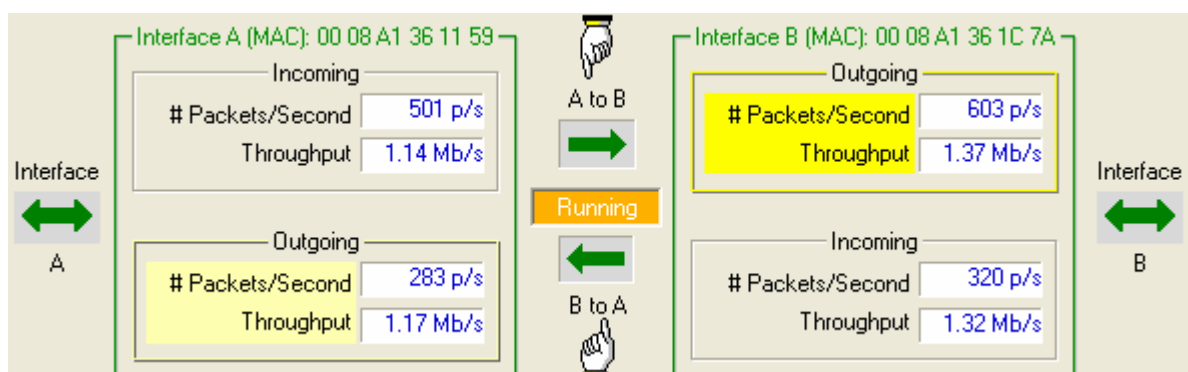 Interface A (MAC): 00 08 A1 36 11 59
Incoming
# Packets/Second 501 p/s
Throughput 1.14 Mb/s
Outgoing
# Packets/Second 283 p/s
Throughput 1.17 Mb/s
Interface
A
A to B
Running
B to A
Interface B (MAC): 00 08 A1 36 1C 7A
Outgoing
# Packets/Second 603 p/s
Throughput 1.37 Mb/s
Incoming
# Packets/Second 320 p/s
Throughput 1.32 Mb/s
Interface
B